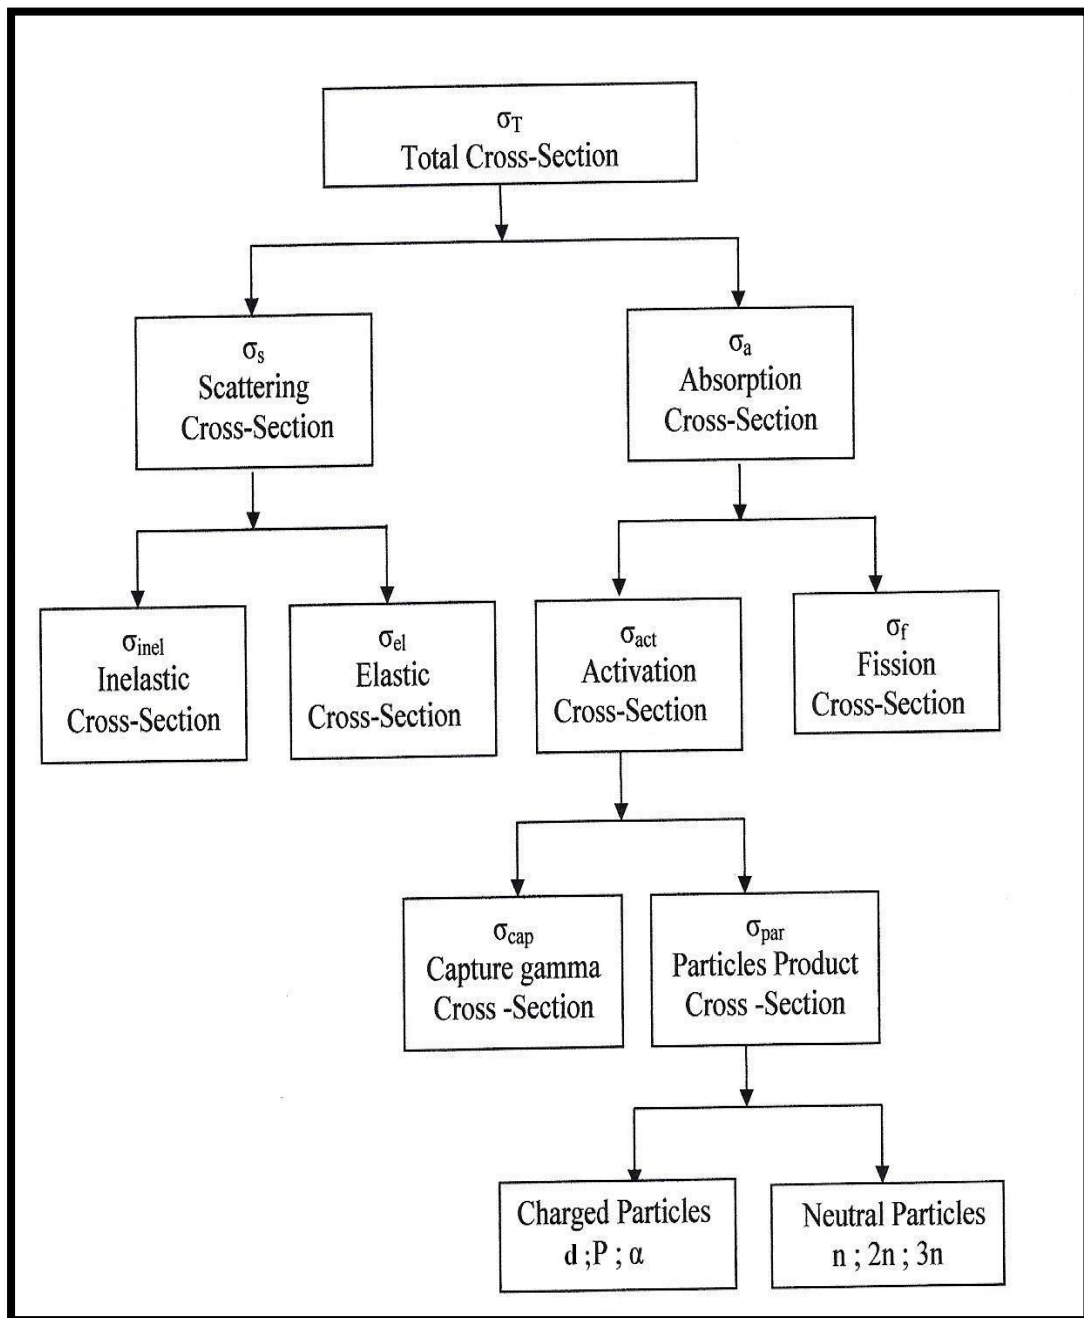 σT
Total Cross-Section
σs
Scattering
Cross-Section
σa
Absorption
Cross-Section
σinel
Inelastic
Cross-Section
σel
Elastic
Cross-Section
σact
Activation
Cross-Section
σf
Fission
Cross-Section
σcap
Capture gamma
Cross -Section
σpar
Particles Product
Cross -Section
Charged Particles
d ;P ; α
Neutral Particles
n ; 2n ; 3n